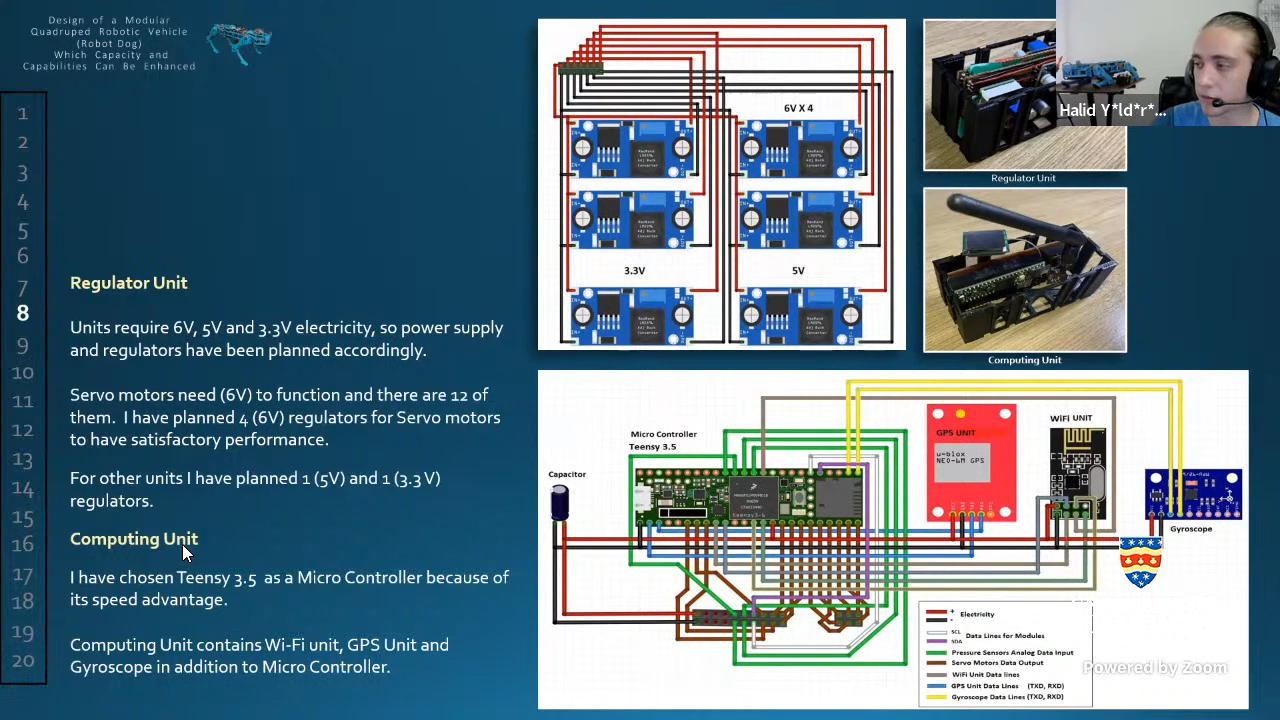 Design of a Modular
Quadruped Robotic Vehicle
(Robot Dog)
Which Capacity and
Capabilities Can Be Enhanced
1
2
4
5
6
7
8
9
10
11
12
13
14
18
19
20
Regulator Unit
Units require 6V, 5V and 3.3V electricity, so power supply
and regulators have been planned accordingly.
Servo motors need (6V) to function and there are 12 of
them. I have planned 4 (6V) regulators for Servo motors
to have satisfactory performance.
For other units I have planned 1 (5V) and 1 (3.3 V)
regulators.
Computing Unit
I have chosen Teensy 3.5 as a Micro Controller because of
its speed advantage.
Computing Unit contains Wi-Fi unit, GPS Unit and
Gyroscope in addition to Micro Controller.
6V X 4
3.3V
5V
Regulator Unit
Halid Y*ld*r*...
Computing Unit
Capacitor
Micro Controller
Teensy 3.5
GPS UNIT
u-blox
NEO-6M GPS
WiFi UNIT
Gyroscope
+ Electricity
-
SCL
SDA
Data Lines for Modules
Pressure Sensors Analog Data Input
Servo Motors Data Output
WiFi Unit Data lines
GPS Unit Data Lines (TXD, RXD)
Gyroscope Data Lines (TXD, RXD)
Powered by Zoom